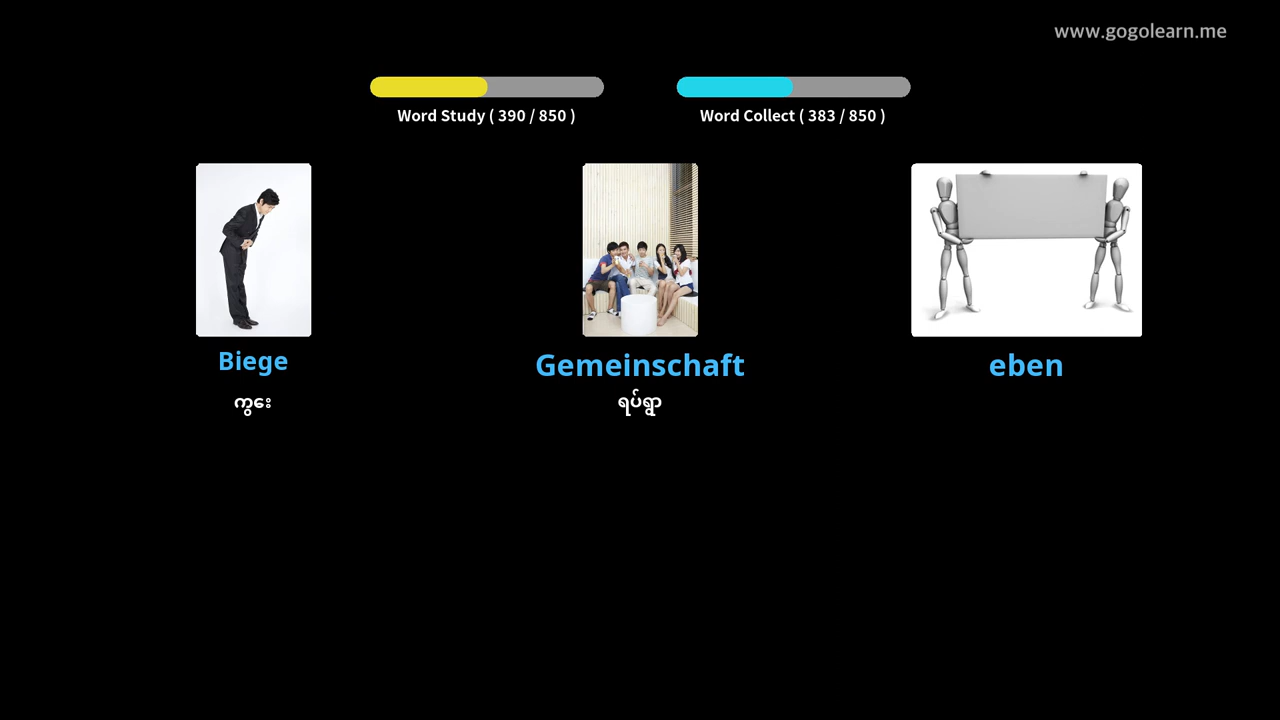 www.gogolearn.me
Word Study ( 390 / 850 )
Word Collect ( 383 / 850 )
Biege
Gemeinschaft
eben
ကွေး
ရပ်ရွာ